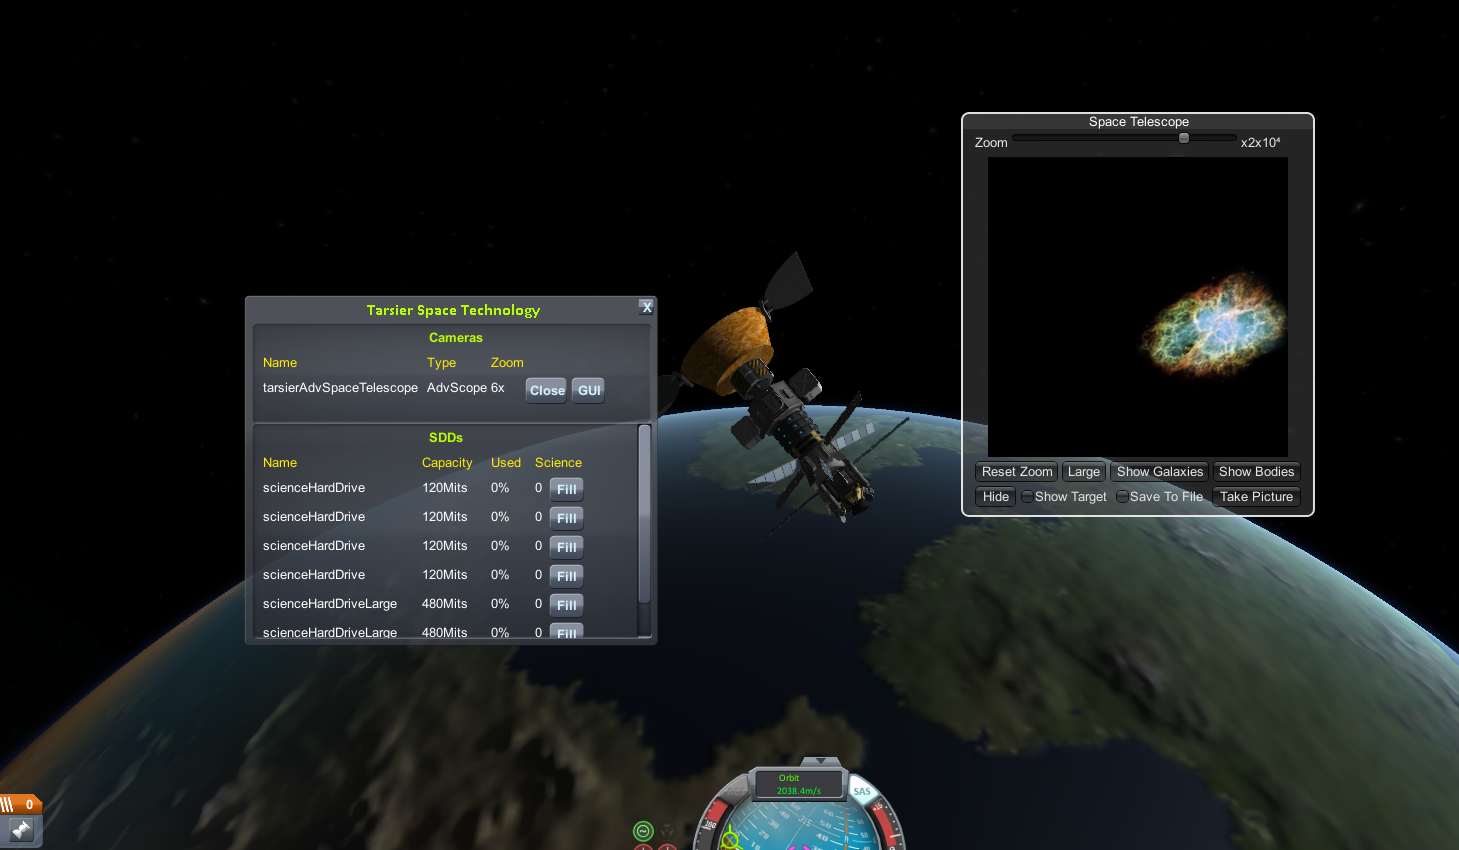 Space Telescope
Zoom x2x10⁴
Reset Zoom Large Show Galaxies Show Bodies
Hide Show Target Save To File Take Picture
Tarsier Space Technology X
Cameras
Name Type Zoom
tarsierAdvSpaceTelescope AdvScope 6x Close GUI
SDDs
Name Capacity Used Science
scienceHardDrive 120Mits 0% 0 Fill
scienceHardDrive 120Mits 0% 0 Fill
scienceHardDrive 120Mits 0% 0 Fill
scienceHardDrive 120Mits 0% 0 Fill
scienceHardDriveLarge 480Mits 0% 0 Fill
scienceHardDriveLarge 480Mits 0% 0 Fill
0
Orbit
2038.4m/s
SAS
100